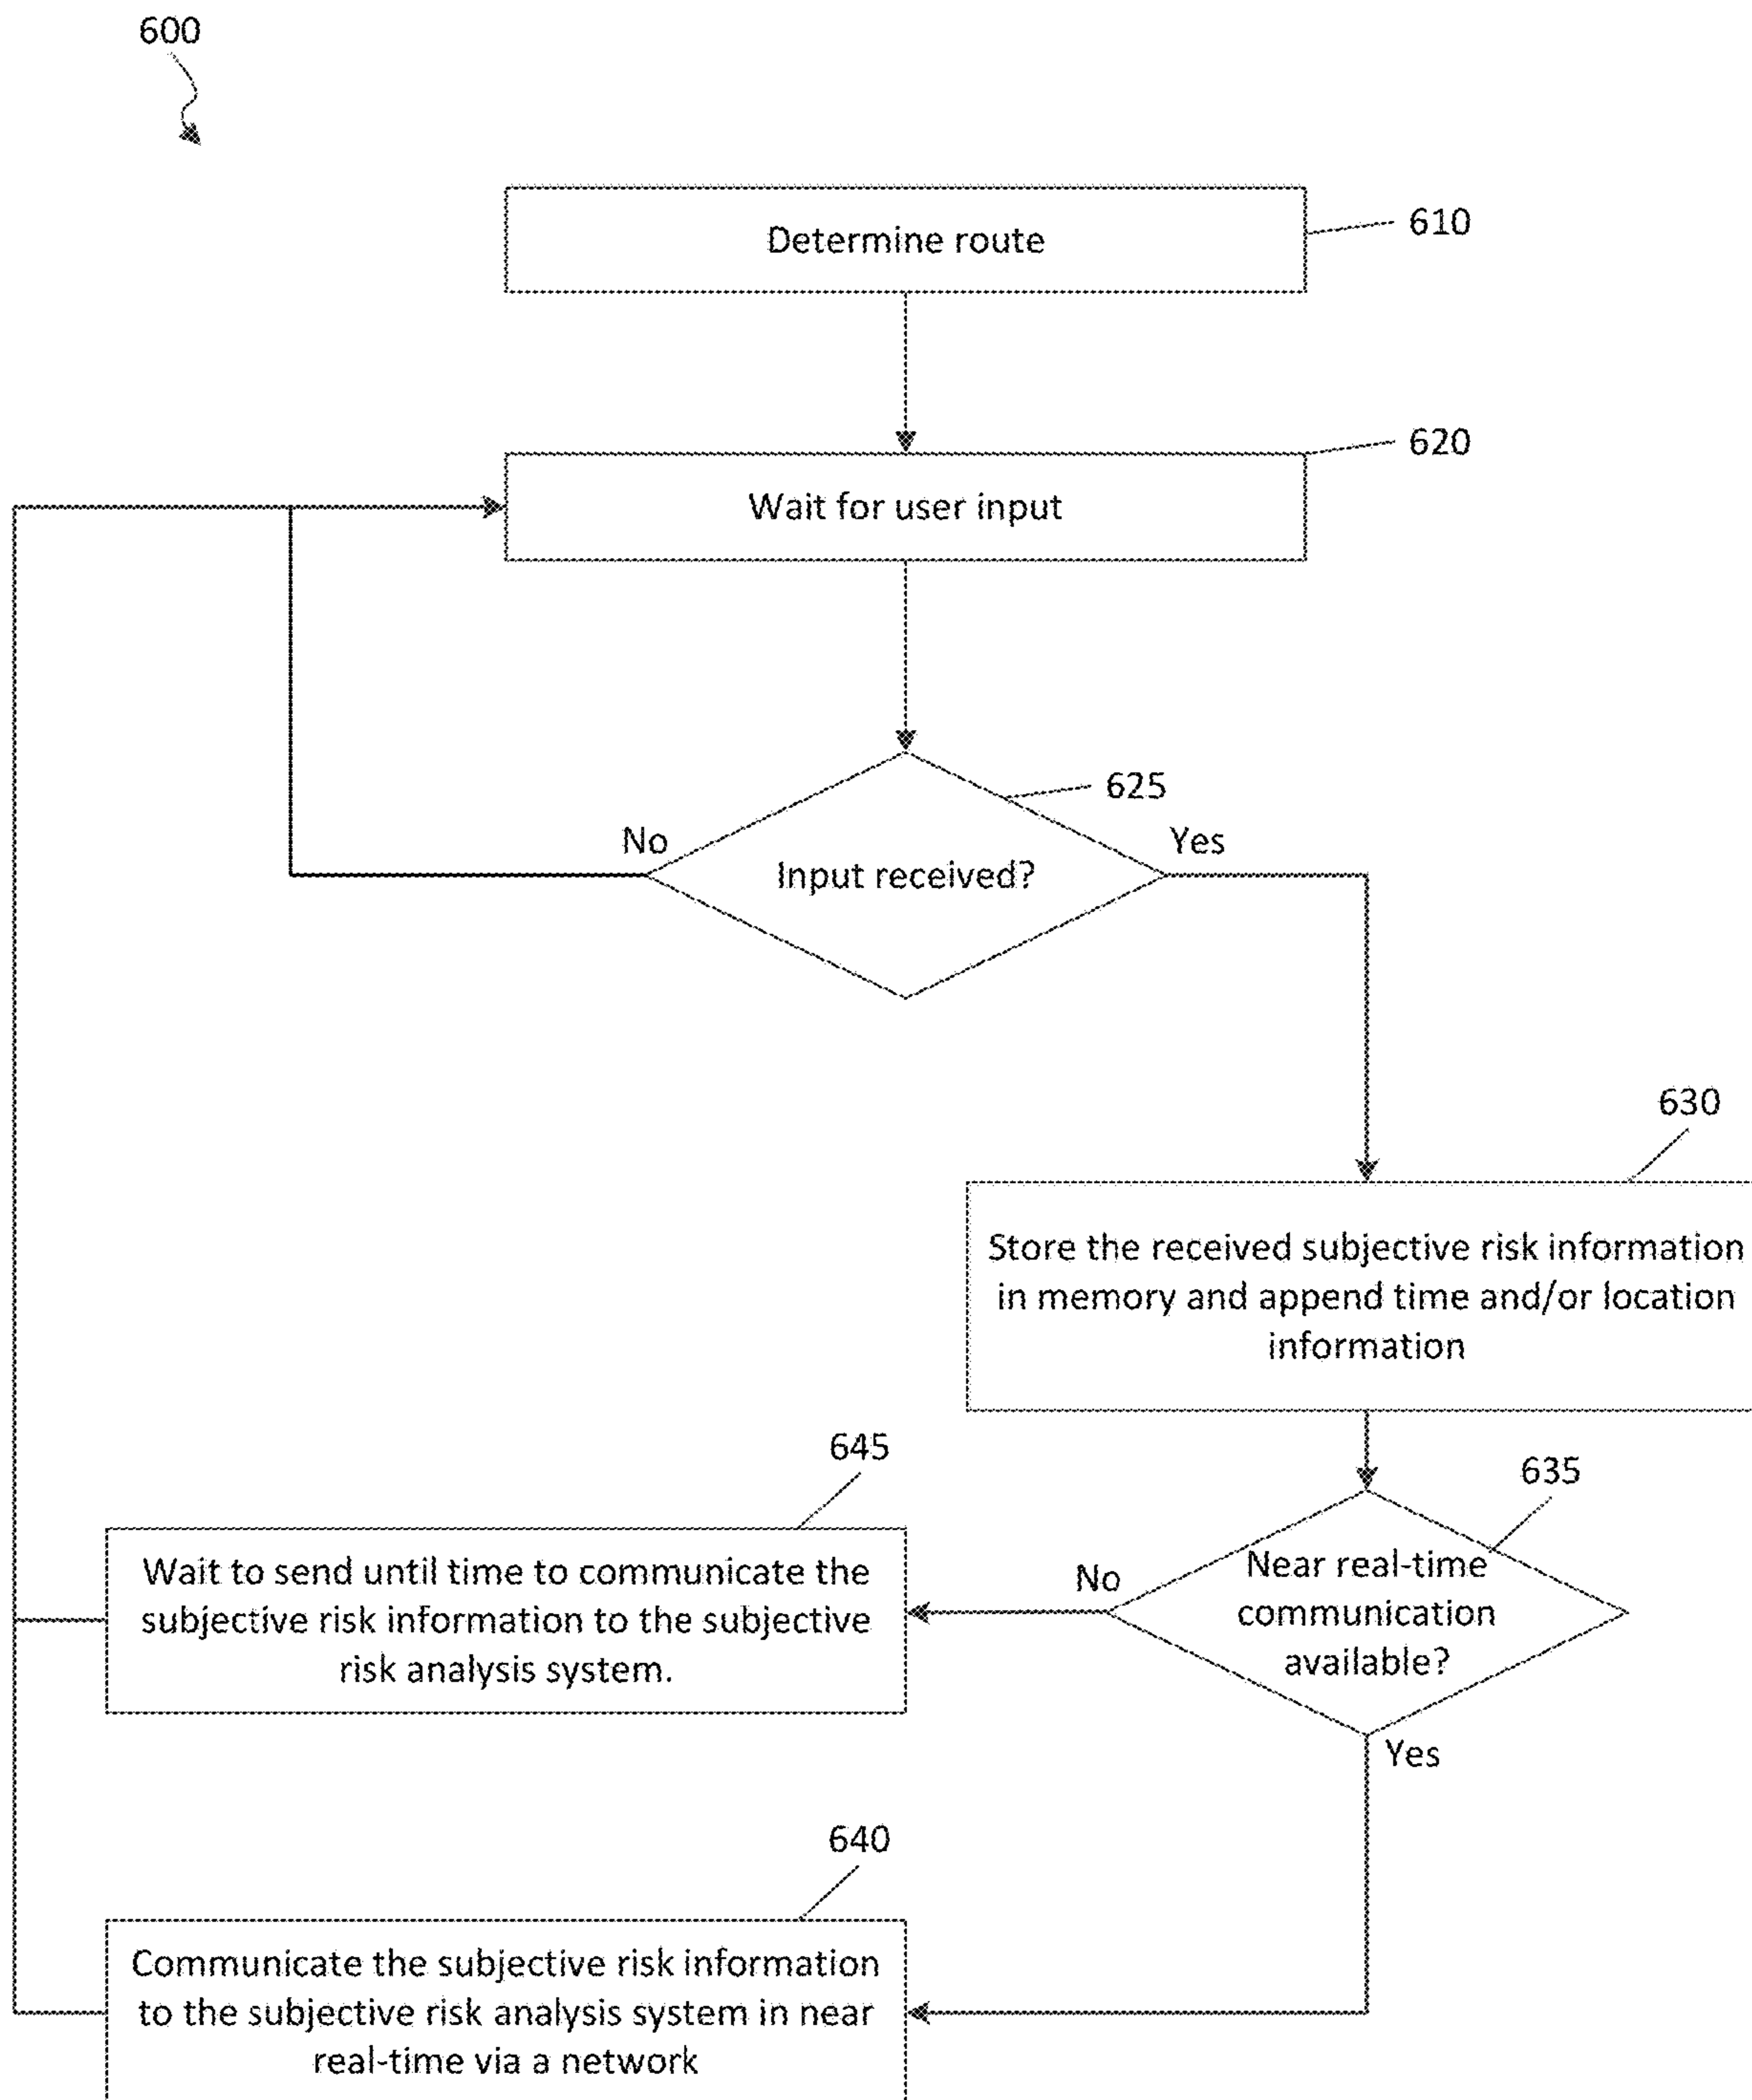 600
Determine route
610
Wait for user input
620
625
No
Yes
Input received?
630
Store the received subjective risk information
in memory and append time and/or location
information
645
635
Wait to send until time to communicate the
subjective risk information to the subjective
risk analysis system.
No
Near real-time
communication
available?
Yes
640
Communicate the subjective risk information
to the subjective risk analysis system in near
real-time via a network